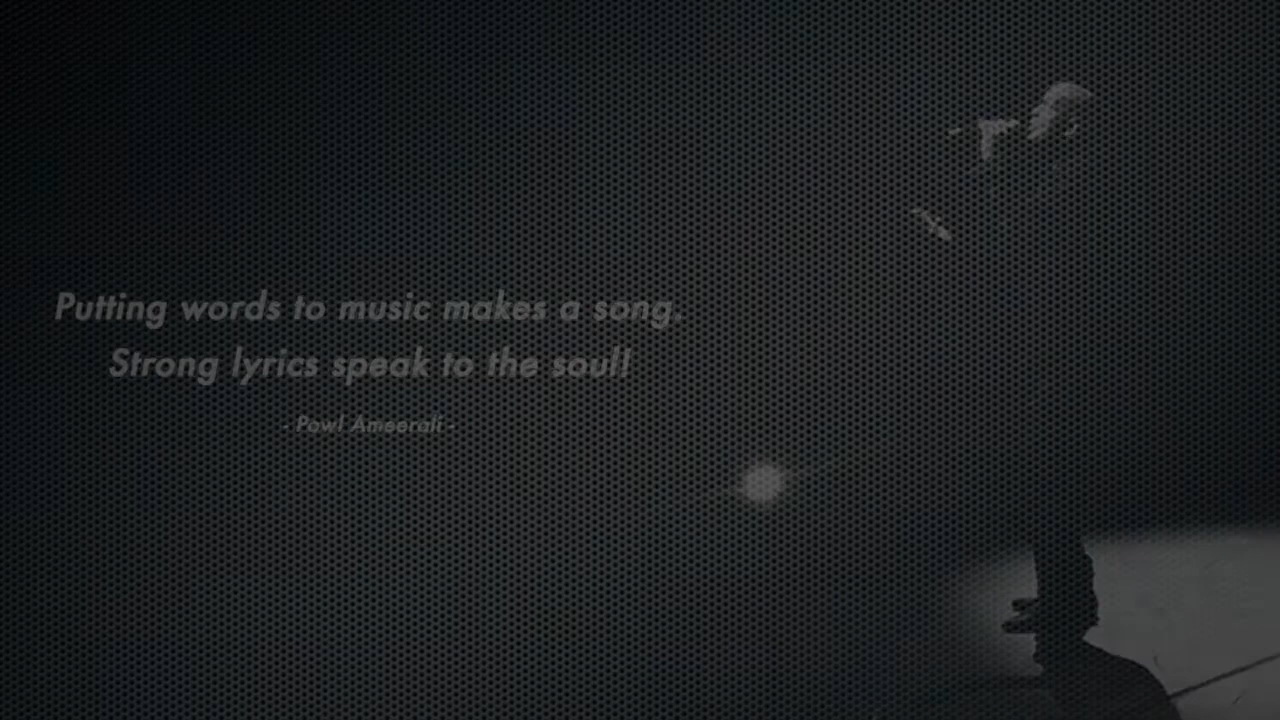 Putting words to music makes a song.
Strong lyrics speak to the soul!
- Powl Ameerali -